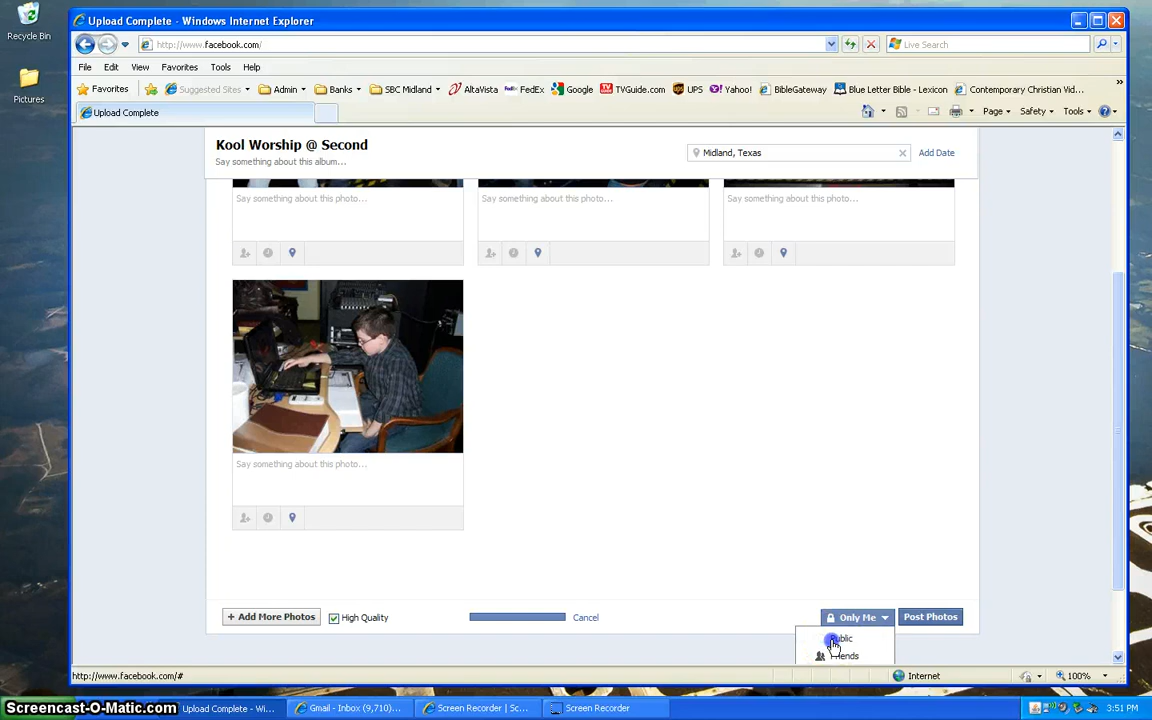 Recycle Bin
Pictures
Upload Complete - Windows Internet Explorer
http://www.facebook.com/
Live Search
File Edit View Favorites Tools Help
Favorites Suggested Sites Admin Banks SBC Midland AltaVista FedEx FedEx Google TVGuide.com UPS Y! Yahoo! BibleGateway Blue Letter Bible - Lexicon Contemporary Christian Vid... »
Upload Complete
Page Safety Tools
Kool Worship @ Second
Say something about this album...
Midland, Texas
Add Date
Say something about this photo... Say something about this photo... Say something about this photo...
Say something about this photo...
+ Add More Photos High Quality Cancel Only Me Post Photos
Public
Friends
http://www.facebook.com/# Internet 100%
Screencast-O-Matic.com Upload Complete - Wi... Gmail - Inbox (9,710)... Screen Recorder | Sc... Screen Recorder 3:51 PM